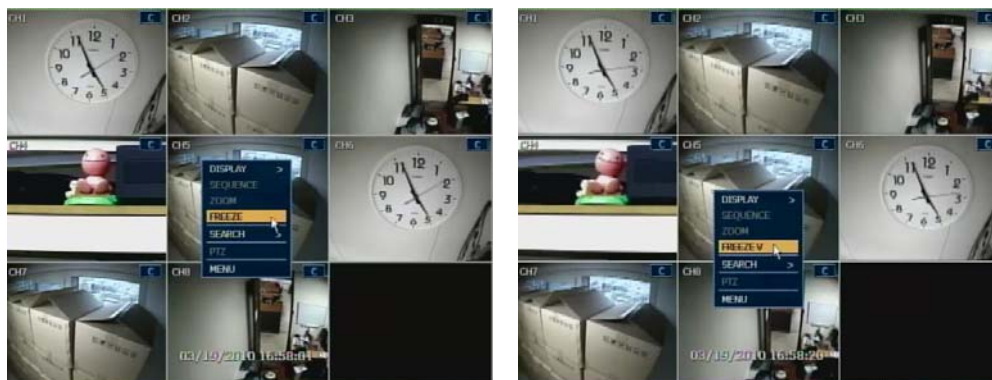 CH1 C CH2 C CH3 C
CH4 C CH5 C CH6 C
DISPLAY >
SEQUENCE
ZOOM
FREEZE
SEARCH >
PTZ
MENU
CH7 C CH8 C
03/19/2010 16:58:01
CH1 C CH2 C CH3 C
CH4 C CH5 C CH6 C
DISPLAY >
SEQUENCE
ZOOM
FREEZE V
SEARCH >
PTZ
MENU
CH7 C CH8 C
03/19/2010 16:58:20